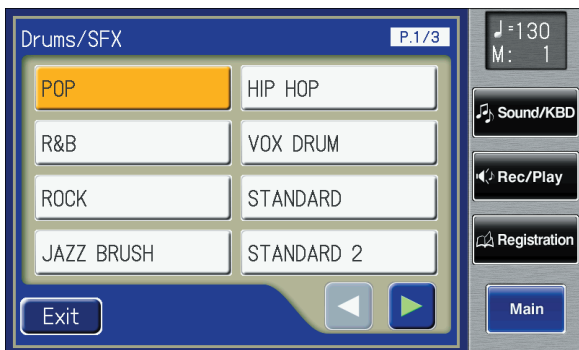 Drums/SFX P.1/3
POP HIP HOP
R&B VOX DRUM
ROCK STANDARD
JAZZ BRUSH STANDARD 2
Exit
♩=130
M: 1
Sound/KBD
Rec/Play
Registration
Main